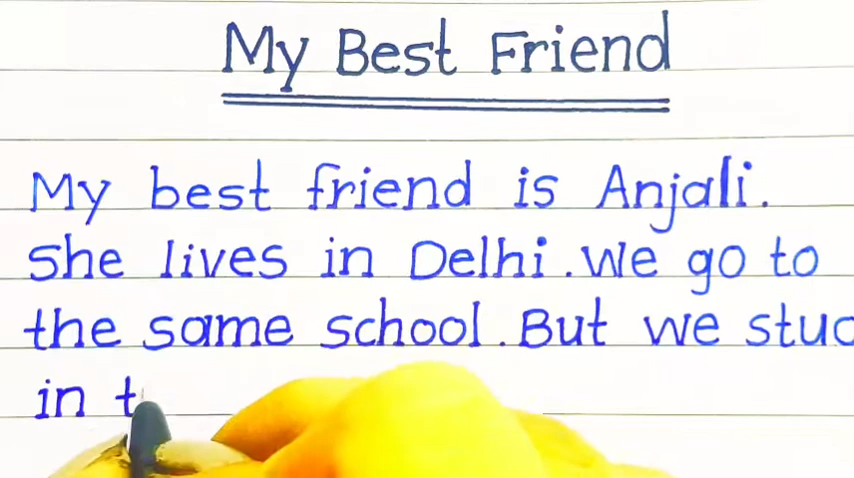 My Best Friend
My best friend is Anjali.
She lives in Delhi. We go to
the same school. But we
in